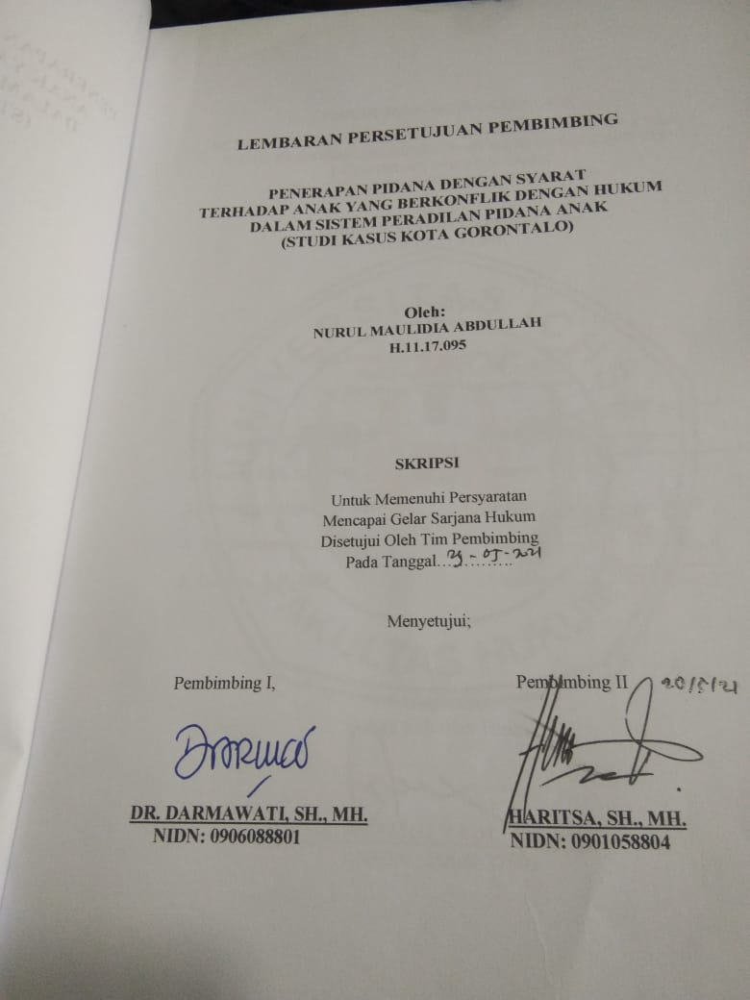 LEMBARAN PERSETUJUAN PEMBIMBING
PENERAPAN PIDANA DENGAN SYARAT
TERHADAP ANAK YANG BERKONFLIK DENGAN HUKUM
DALAM SISTEM PERADILAN PIDANA ANAK
(STUDI KASUS KOTA GORONTALO)
Oleh:
NURUL MAULIDIA ABDULLAH
H.11.17.095
SKRIPSI
Untuk Memenuhi Persyaratan
Mencapai Gelar Sarjana Hukum
Disetujui Oleh Tim Pembimbing
Pada Tanggal
Menyetujui;
Pembimbing I,
Pembimbing II 20/5/21
DR. DARMAWATI, SH., MH.
NIDN: 0906088801
HARITSA, SH., MH.
NIDN: 0901058804